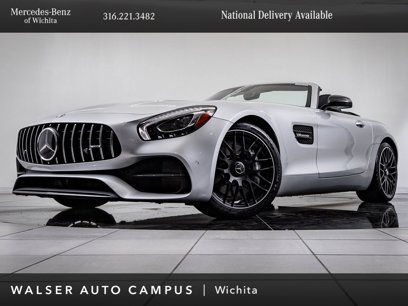 Mercedes-Benz
of Wichita
316.221.3482
National Delivery Available
WALSER AUTO CAMPUS | Wichita